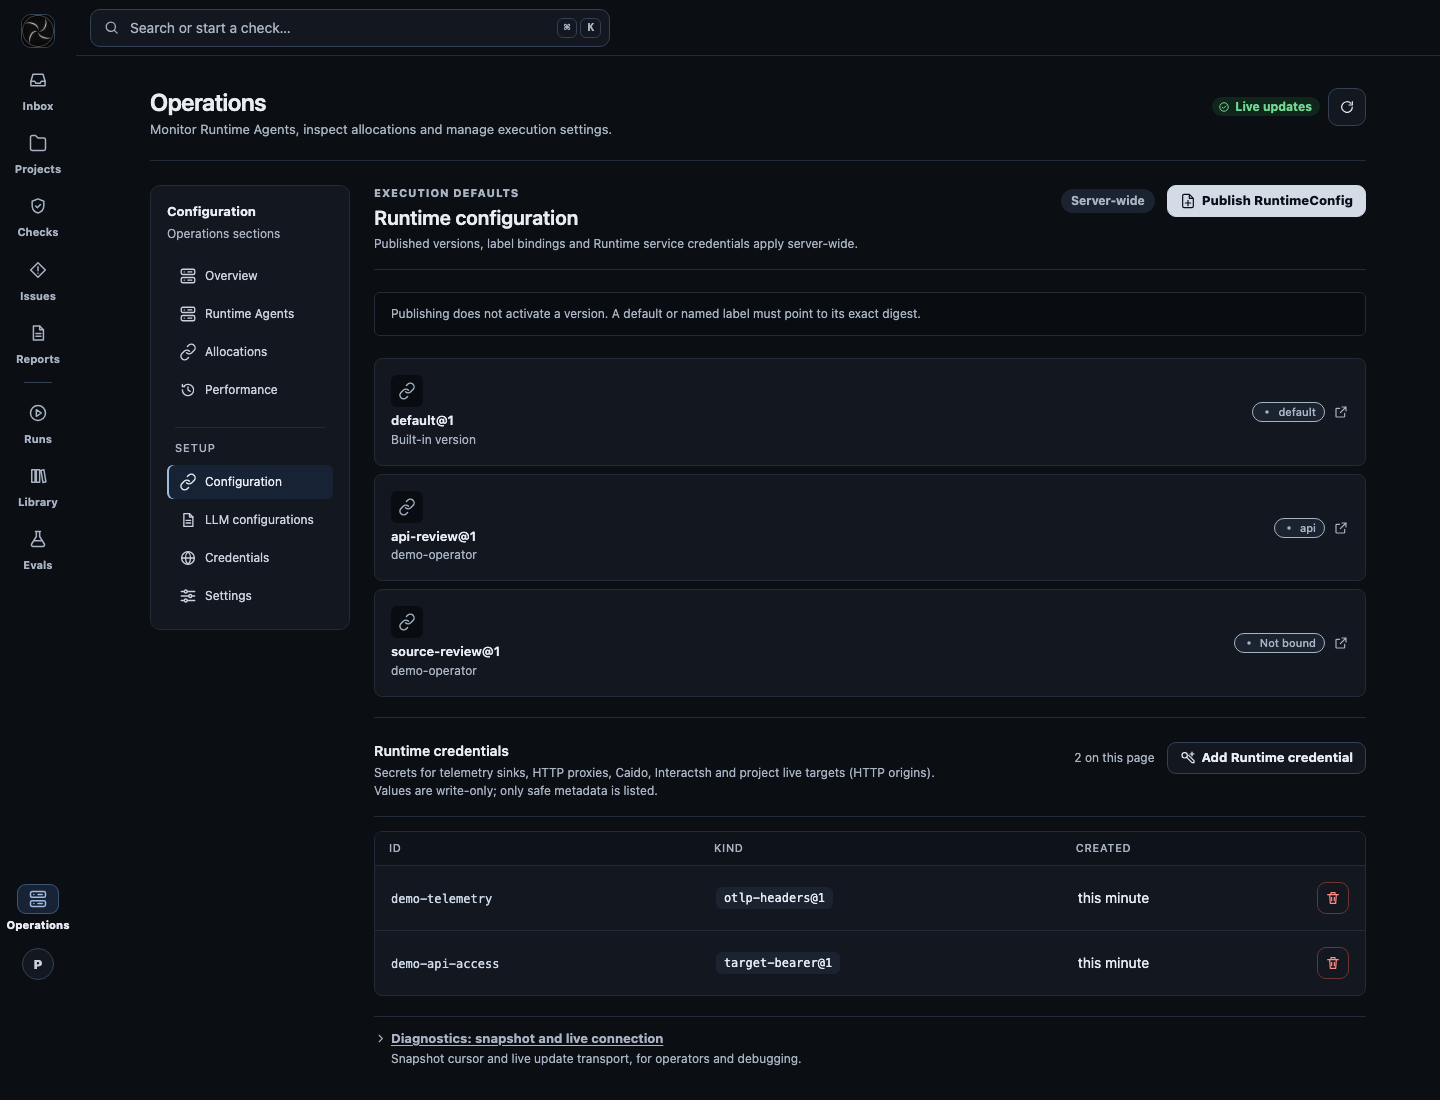 Search or start a check...
⌘ K
Inbox
Projects
Checks
Issues
Reports
Runs
Library
Evals
Operations
P
Operations
Monitor Runtime Agents, inspect allocations and manage execution settings.
Live updates
Configuration
Operations sections
Overview
Runtime Agents
Allocations
Performance
SETUP
Configuration
LLM configurations
Credentials
Settings
EXECUTION DEFAULTS
Runtime configuration
Published versions, label bindings and Runtime service credentials apply server-wide.
Server-wide
Publish RuntimeConfig
Publishing does not activate a version. A default or named label must point to its exact digest.
default@1
Built-in version
default
api-review@1
demo-operator
api
source-review@1
demo-operator
Not bound
Runtime credentials
Secrets for telemetry sinks, HTTP proxies, Caido, Interactsh and project live targets (HTTP origins).
Values are write-only; only safe metadata is listed.
2 on this page
Add Runtime credential
ID KIND CREATED
demo-telemetry otlp-headers@1 this minute
demo-api-access target-bearer@1 this minute
Diagnostics: snapshot and live connection
Snapshot cursor and live update transport, for operators and debugging.